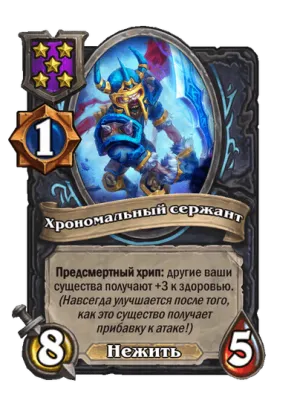 1
Хрономальный сержант
Предсмертный хрип: другие ваши
существа получают +3 к здоровью.
(Навсегда улучшается после того,
как это существо получает
прибавку к атаке!)
8
Нежить
5